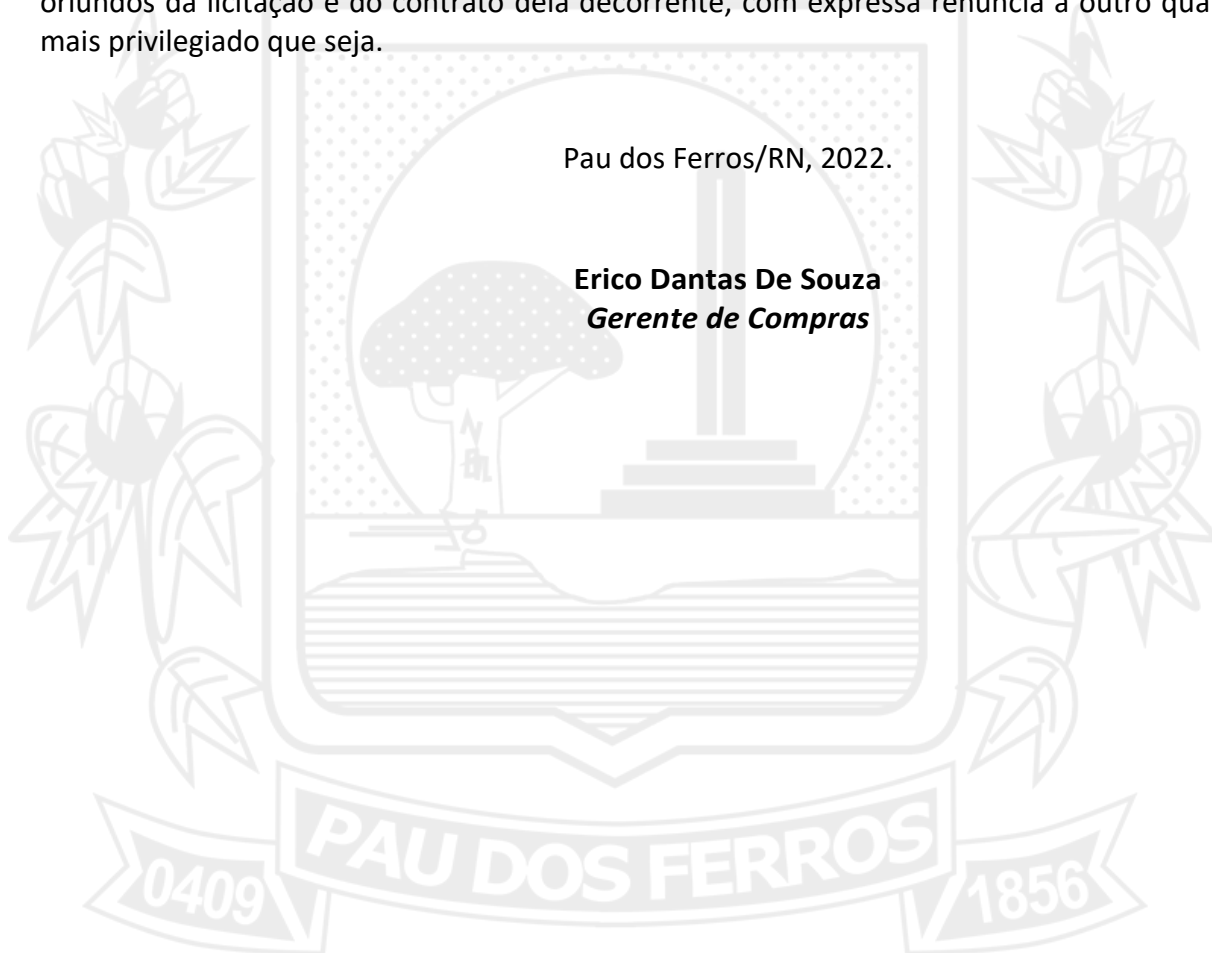 oriundos da licitação e do contrato dela decorrente, com expressa renúncia a outro qua
mais privilegiado que seja.
Pau dos Ferros/RN, 2022.
Erico Dantas De Souza
Gerente de Compras
PAU DOS FERROS
0409 1856